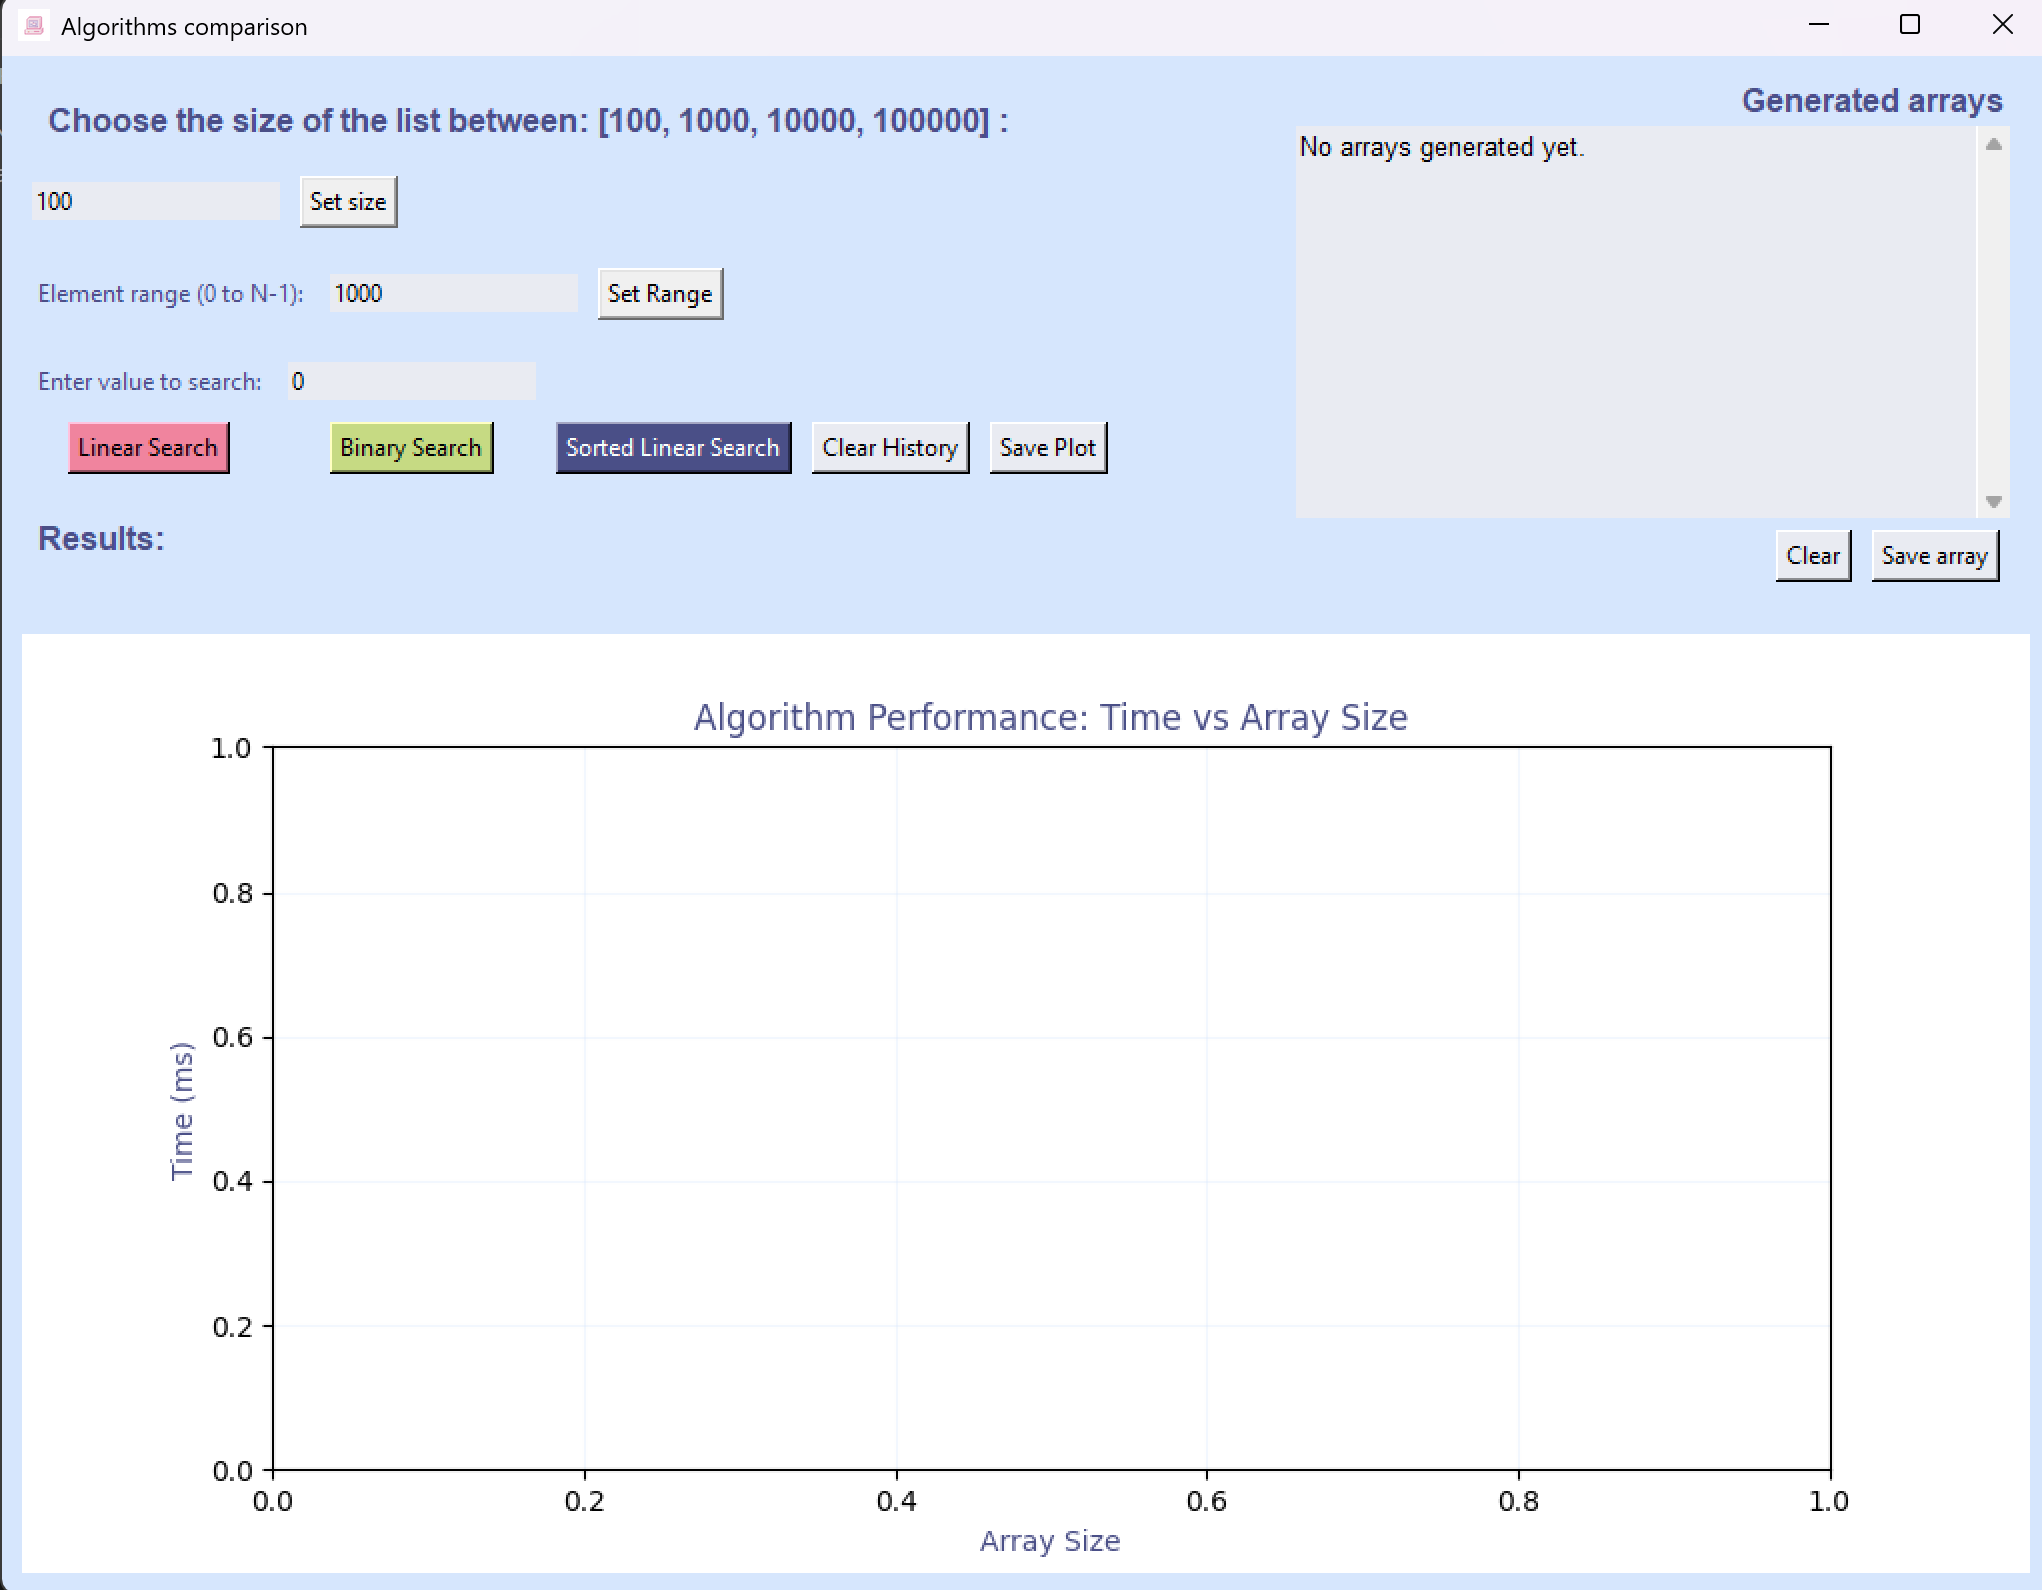 Algorithms comparison
Choose the size of the list between: [100, 1000, 10000, 100000] :
100
Set size
Element range (0 to N-1):
1000
Set Range
Enter value to search:
0
Linear Search
Binary Search
Sorted Linear Search
Clear History
Save Plot
Results:
Generated arrays
No arrays generated yet.
Clear
Save array
Algorithm Performance: Time vs Array Size
Time (ms)
1.0
0.8
0.6
0.4
0.2
0.0
0.0 0.2 0.4 0.6 0.8 1.0
Array Size